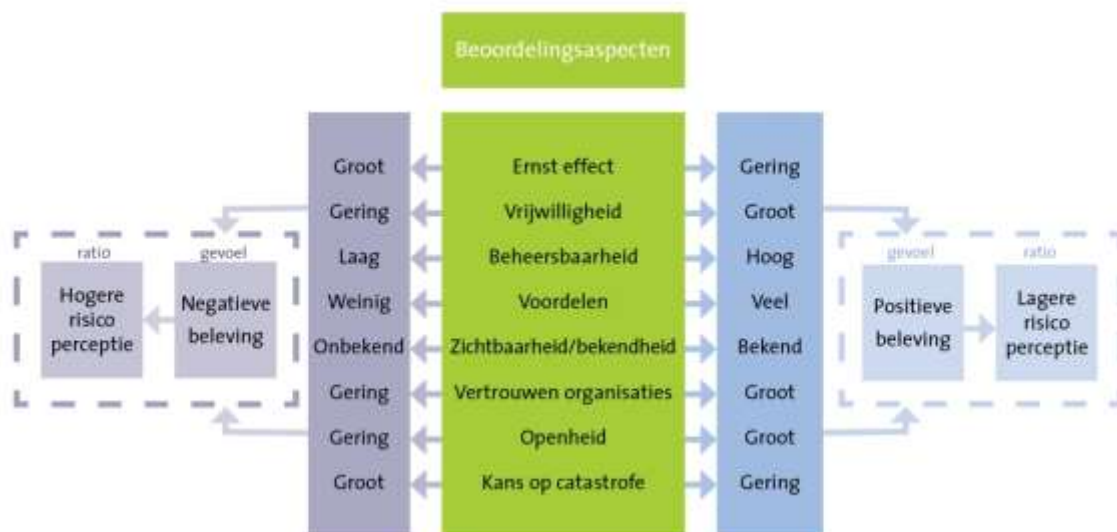 Beoordelingsaspecten
Groot Ernst effect Gering
Gering Vrijwilligheid Groot
Laag Beheersbaarheid Hoog
Weinig Voordelen Veel
Onbekend Zichtbaarheid/bekendheid Bekend
Gering Vertrouwen organisaties Groot
Gering Openheid Groot
Groot Kans op catastrofe Gering
ratio
Hogere
risico
perceptie
gevoel
Negatieve
beleving
gevoel
Positieve
beleving
ratio
Lagere
risico
perceptie